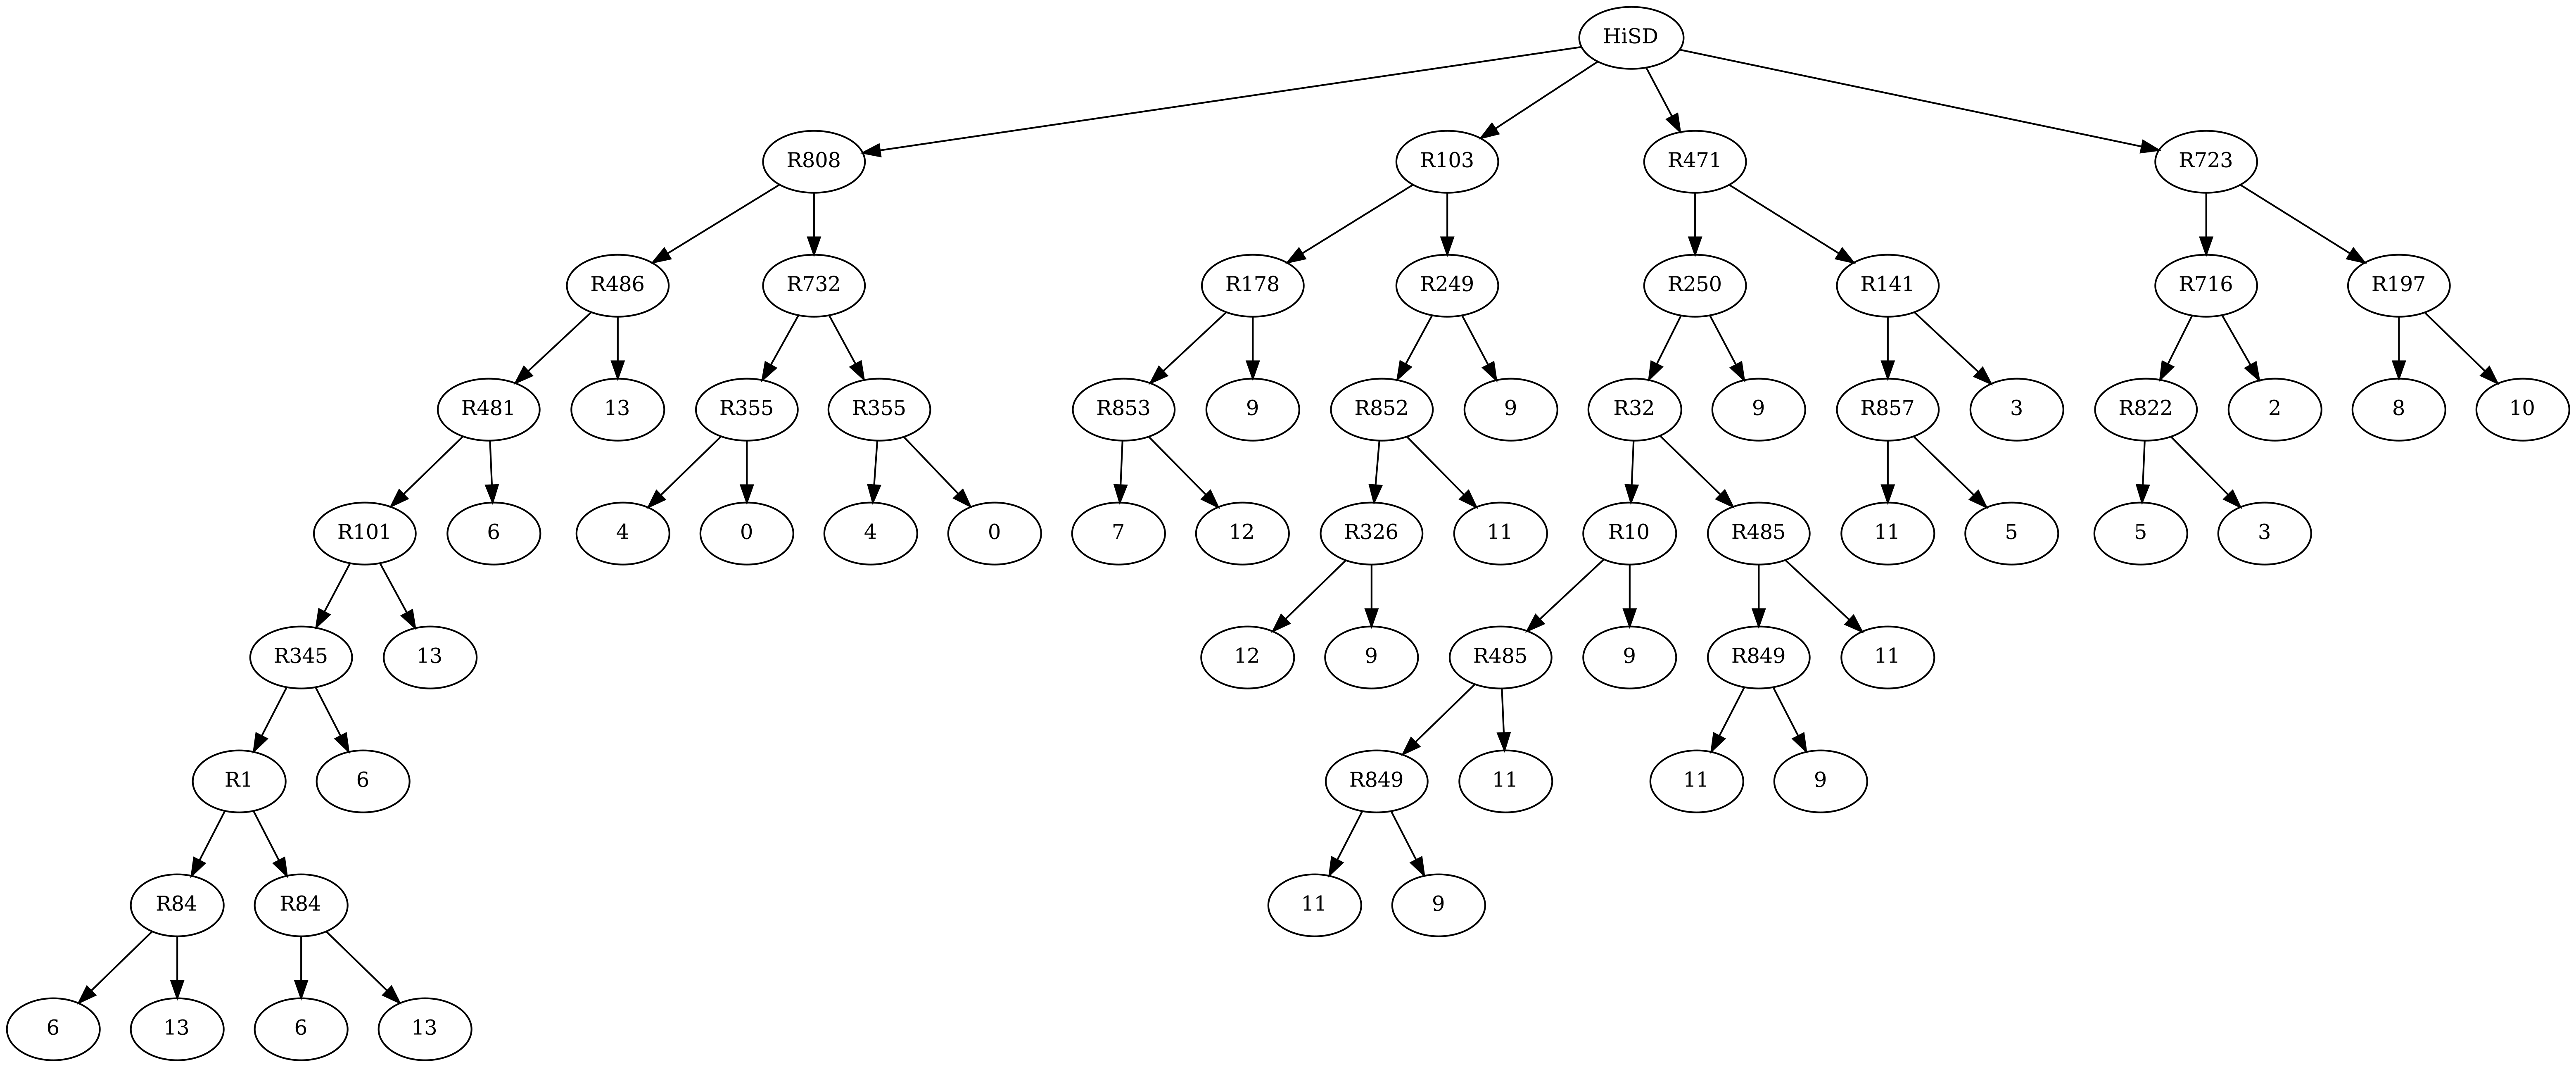 HiSD
R808 R103 R471 R723
R486 R732 R178 R249 R250 R141 R716 R197
R481 13 R355 R355 R853 9 R852 9 R32 9 R857 3 R822 2 8 10
R101 6 4 0 4 0 7 12 R326 11 R10 R485 11 5 5 3
R345 13 12 9 R485 9 R849 11
R1 6 R849 11 11 9
R84 R84 11 9
6 13 6 13